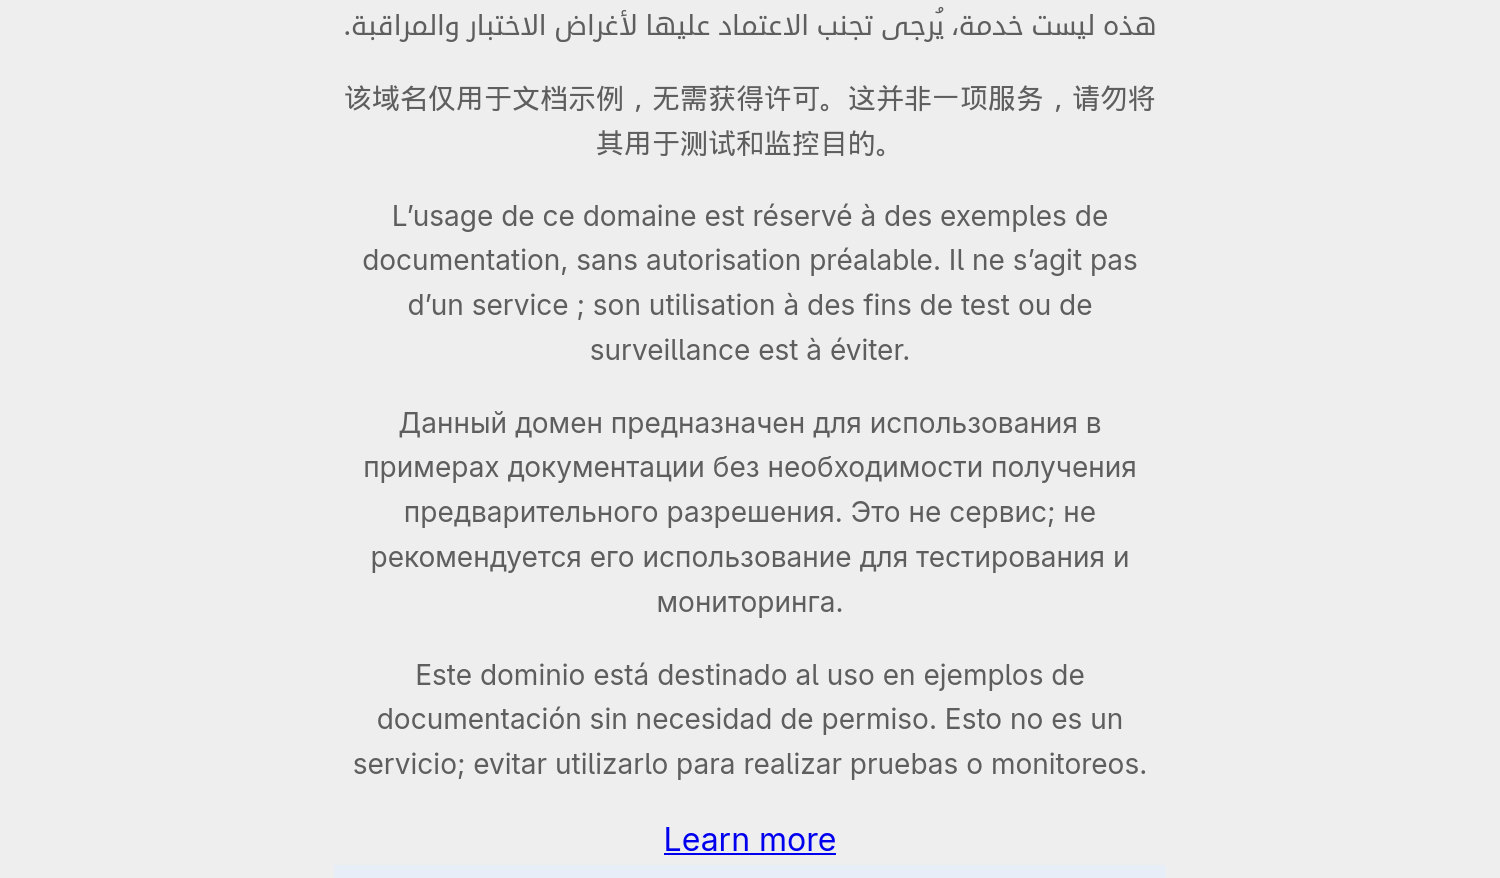 هذه ليست خدمة، يُرجى تجنب الاعتماد عليها لأغراض الاختبار والمراقبة.
该域名仅用于文档示例，无需获得许可。这并非一项服务，请勿将
其用于测试和监控目的。
L’usage de ce domaine est réservé à des exemples de
documentation, sans autorisation préalable. Il ne s’agit pas
d’un service ; son utilisation à des fins de test ou de
surveillance est à éviter.
Данный домен предназначен для использования в
примерах документации без необходимости получения
предварительного разрешения. Это не сервис; не
рекомендуется его использование для тестирования и
мониторинга.
Este dominio está destinado al uso en ejemplos de
documentación sin necesidad de permiso. Esto no es un
servicio; evitar utilizarlo para realizar pruebas o monitoreos.
Learn more